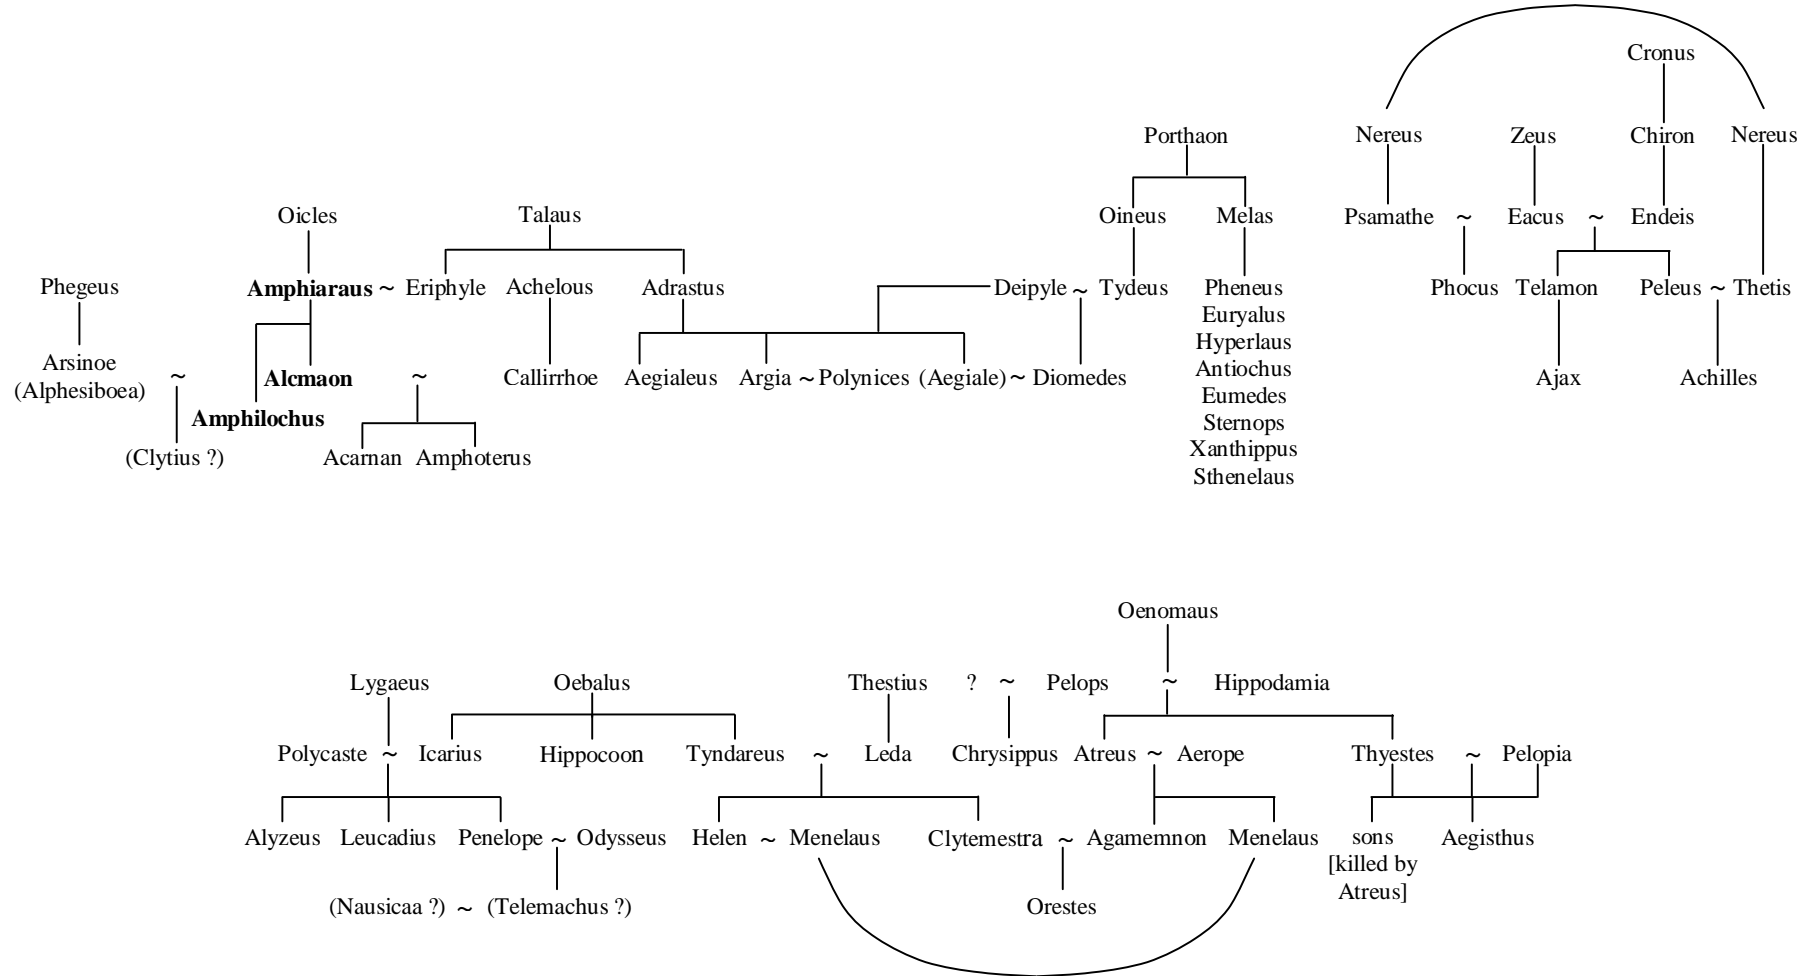 Cronus
Porthaon Nereus Zeus Chiron Nereus
Oicles Talaus Oineus Melas Psamathe ~ Eacus ~ Endeis
Phegeus Amphiaraus ~ Eriphyle Achelous Adrastus Deipyle ~ Tydeus Pheneus Phocus Telamon Peleus ~ Thetis
Euryalus
Hyperlaus
Arsinoe Antiochus
(Alphesiboea) ~ Alcmaon ~ Callirrhoe Aegialeus Argia ~ Polynices (Aegiale) ~ Diomedes Ajax Achilles
Eumedes
Amphilochus Sternops
Xanthippus
(Clytius ?) Acarnan Amphoterus
Sthenelaus
Oenomaus
Lygaeus Oebalus Thestius ? ~ Pelops ~ Hippodamia
Polycaste ~ Icarius Hippocoon Tyndareus ~ Leda Chrysippus Atreus ~ Aerope Thyestes ~ Pelopia
Alyzeus Leucadius Penelope ~ Odysseus Helen ~ Menelaus Clytemestra ~ Agamemnon Menelaus sons Aegisthus
[killed by
Atreus]
(Nausicaa ?) ~ (Telemachus ?) Orestes